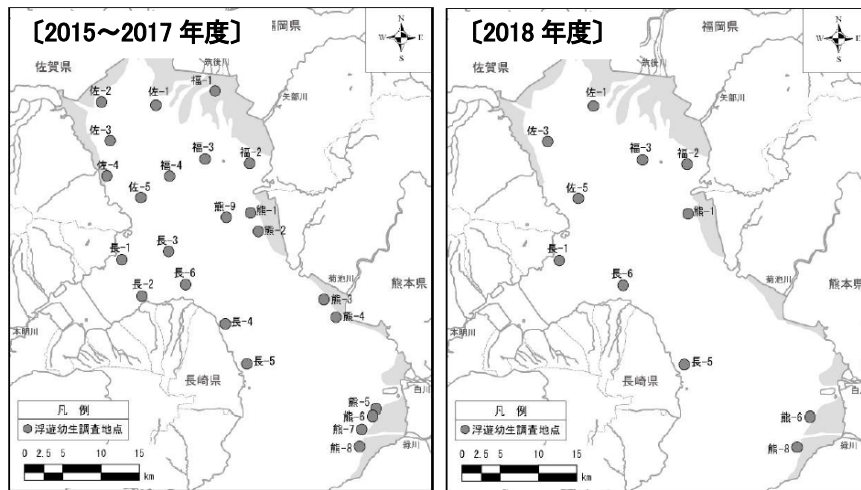 〔2015～2017 年度〕
福岡県
N
W
E
S
佐賀県
筑後川
佐-2
佐-1
福-1
矢部川
佐-3
福-3
福-2
佐-4
福-4
佐-5
熊-9
熊-1
熊-2
長-3
長-1
菊池川
長-6
熊本県
長-2
熊-3
熊-4
長-4
本明川
長-5
長崎県
白川
熊-5
熊-6
熊-7
熊-8
緑川
凡 例
浮遊幼生調査地点
0 2.5 5 10 15
km
〔2018 年度〕
福岡県
N
W
E
S
佐賀県
筑後川
佐-1
矢部川
佐-3
福-3
福-2
佐-5
熊-1
長-1
菊池川
長-6
熊本県
本明川
長-5
長崎県
白川
熊-6
熊-8
緑川
凡 例
浮遊幼生調査地点
0 2.5 5 10 15
km